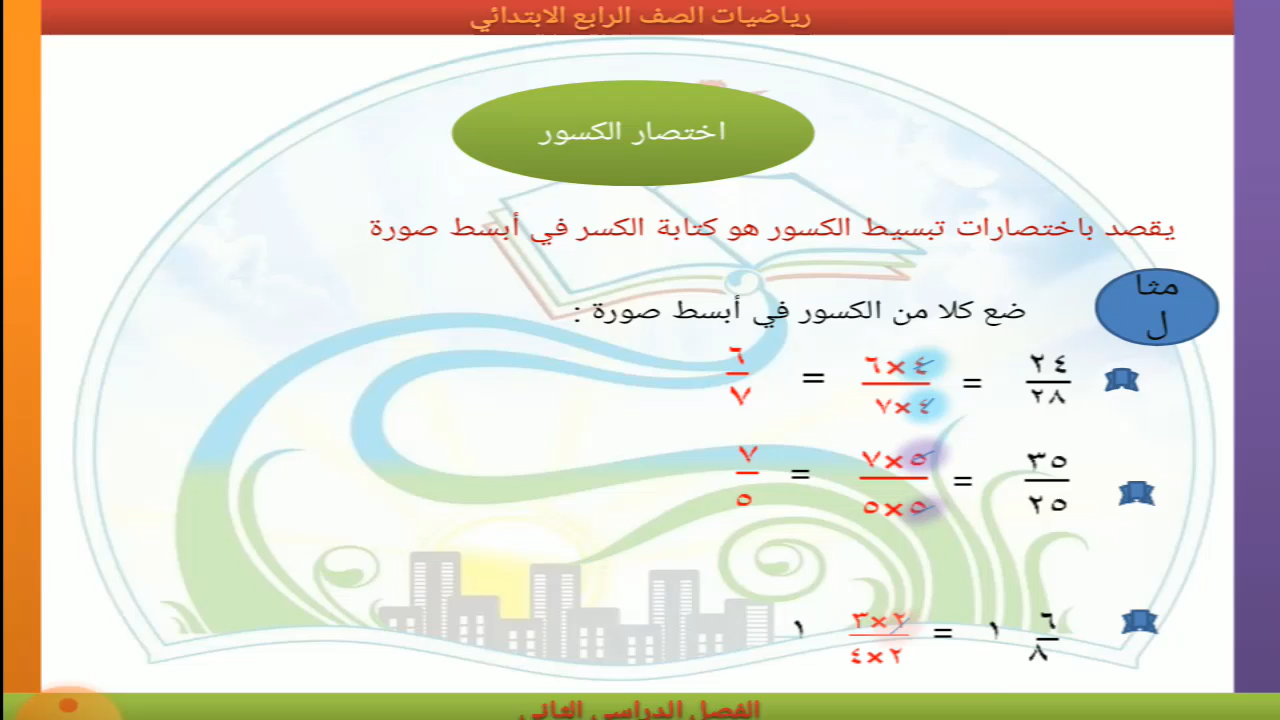 رياضيات الصف الرابع الابتدائي
اختصار الكسور
يقصد باختصارات تبسيط الكسور هو كتابة الكسر في أبسط صورة
مثا
ل
ضع كلا من الكسور في أبسط صورة :
٢٤/٢٨ = ٦×٤/٧×٤ = ٦/٧
٣٥/٢٥ = ٧×٥/٥×٥ = ٧/٥
١ ٦/٨ = ١ ٣×٢/٤×٢
الفصل الدراسي الثاني